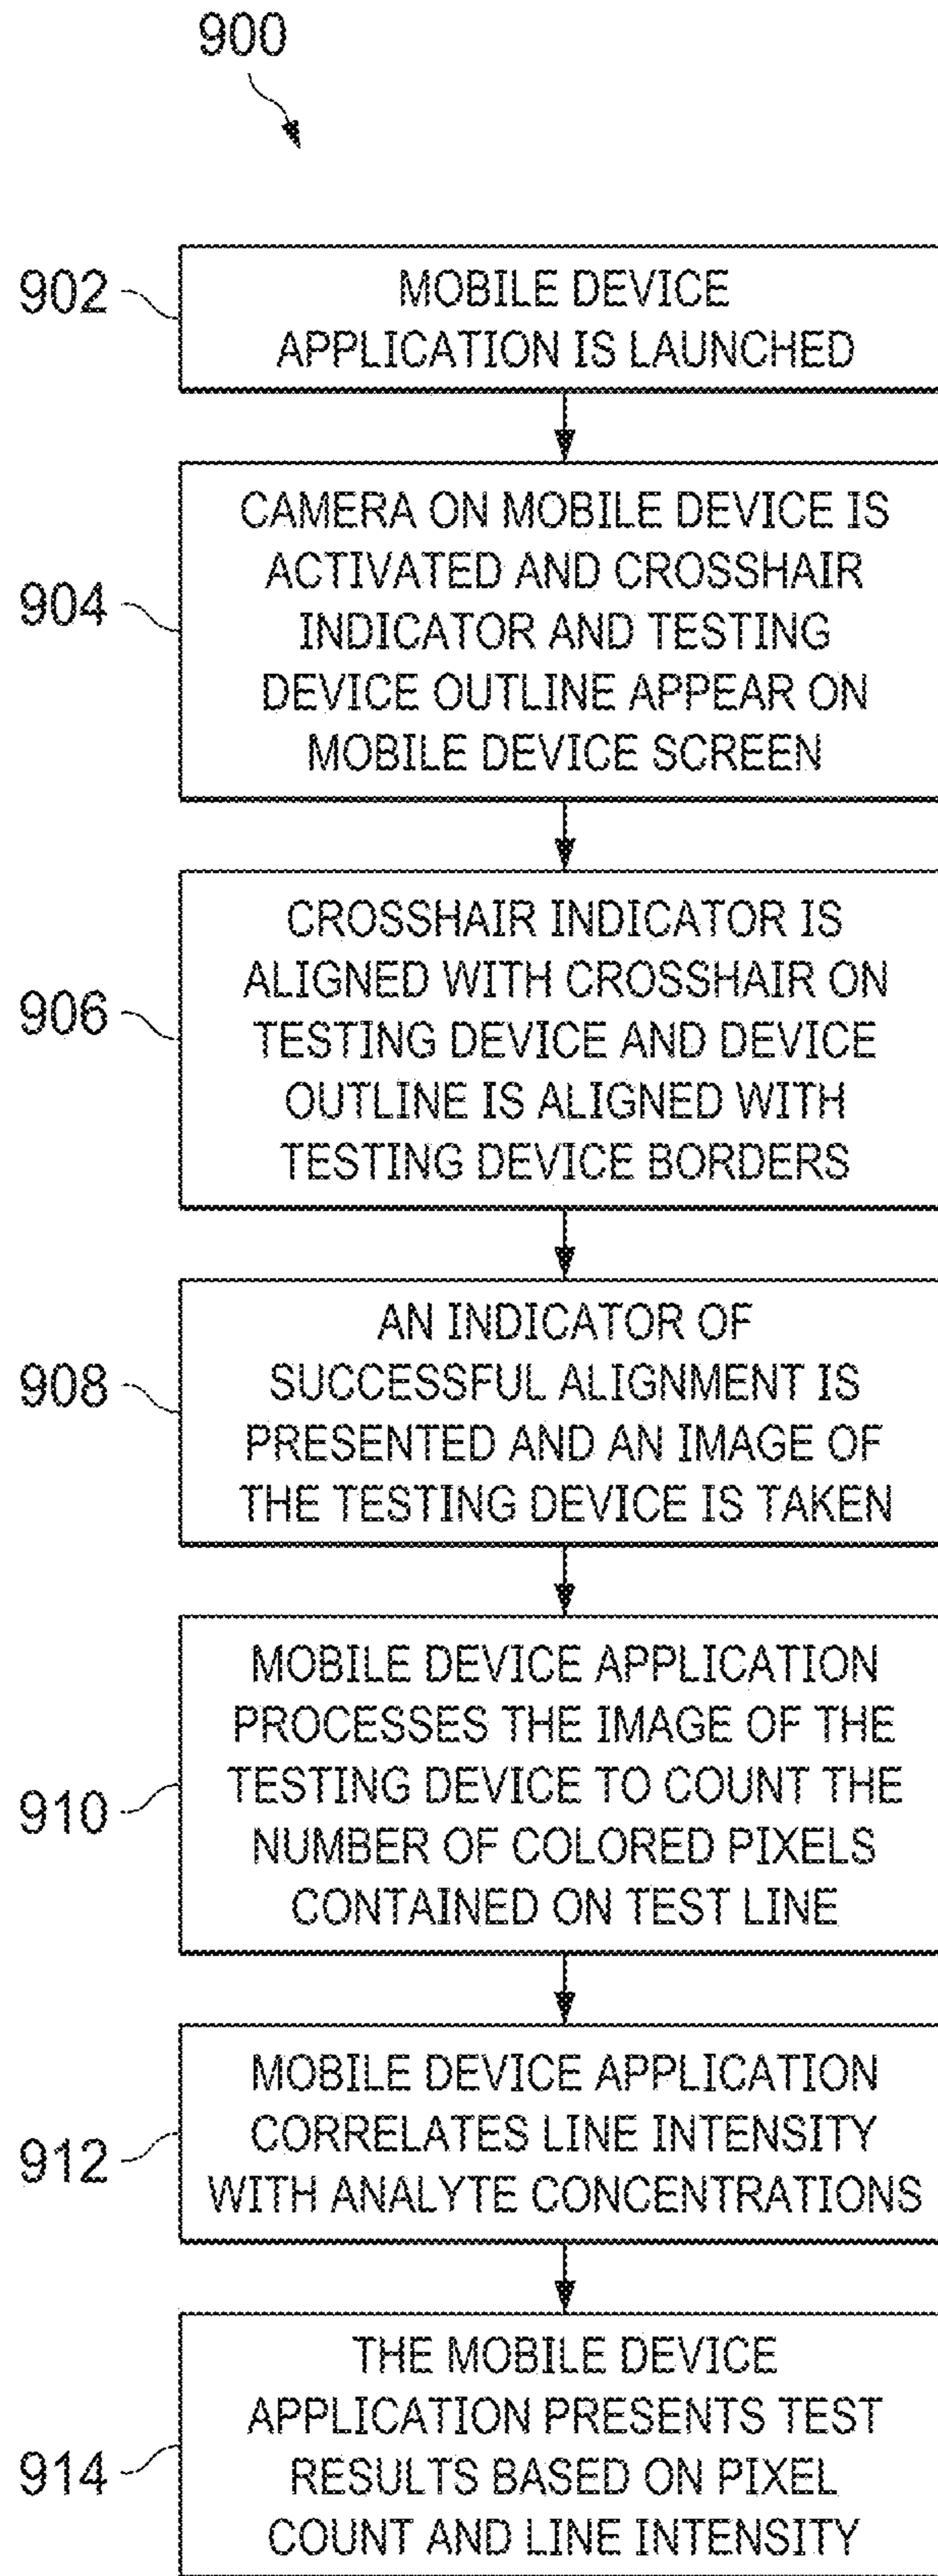 900
902
MOBILE DEVICE
APPLICATION IS LAUNCHED
904
CAMERA ON MOBILE DEVICE IS
ACTIVATED AND CROSSHAIR
INDICATOR AND TESTING
DEVICE OUTLINE APPEAR ON
MOBILE DEVICE SCREEN
906
CROSSHAIR INDICATOR IS
ALIGNED WITH CROSSHAIR ON
TESTING DEVICE AND DEVICE
OUTLINE IS ALIGNED WITH
TESTING DEVICE BORDERS
908
AN INDICATOR OF
SUCCESSFUL ALIGNMENT IS
PRESENTED AND AN IMAGE OF
THE TESTING DEVICE IS TAKEN
910
MOBILE DEVICE APPLICATION
PROCESSES THE IMAGE OF THE
TESTING DEVICE TO COUNT THE
NUMBER OF COLORED PIXELS
CONTAINED ON TEST LINE
912
MOBILE DEVICE APPLICATION
CORRELATES LINE INTENSITY
WITH ANALYTE CONCENTRATIONS
914
THE MOBILE DEVICE
APPLICATION PRESENTS TEST
RESULTS BASED ON PIXEL
COUNT AND LINE INTENSITY